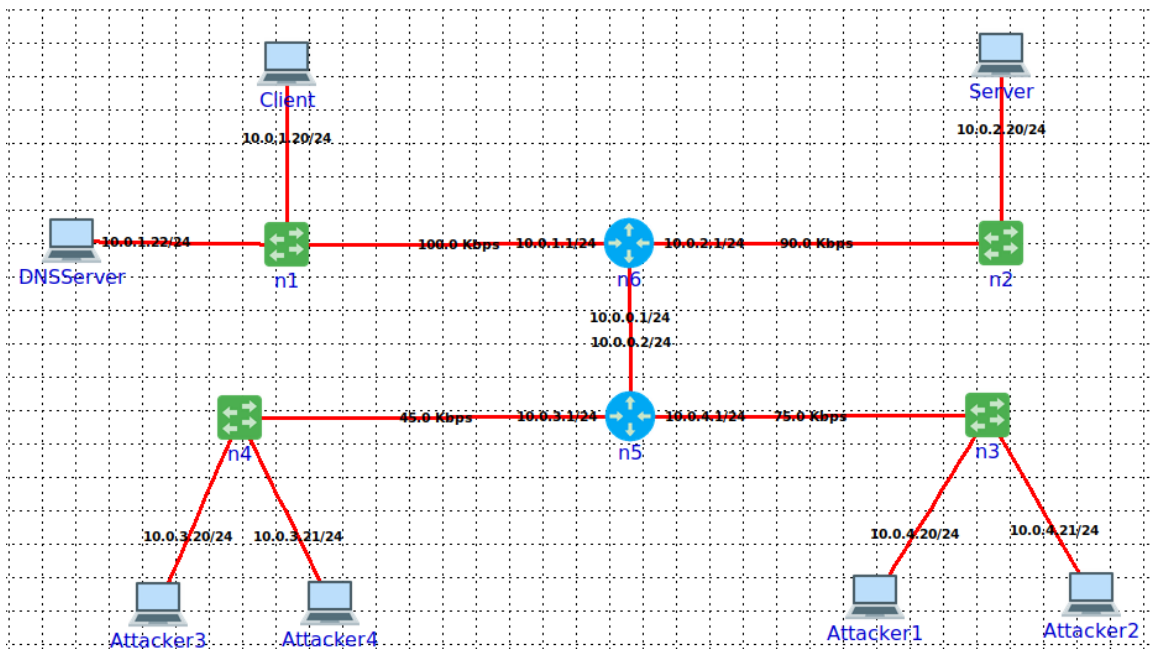 Client
Server
10.0.1.20/24
10.0.2.20/24
10.0.1.22/24
100.0 Kbps
10.0.1.1/24
10.0.2.1/24
90.0 Kbps
DNSServer
n1
n6
n2
10.0.0.1/24
10.0.0.2/24
45.0 Kbps
10.0.3.1/24
10.0.4.1/24
75.0 Kbps
n4
n5
n3
10.0.3.20/24
10.0.3.21/24
10.0.4.20/24
10.0.4.21/24
Attacker3
Attacker4
Attacker1
Attacker2